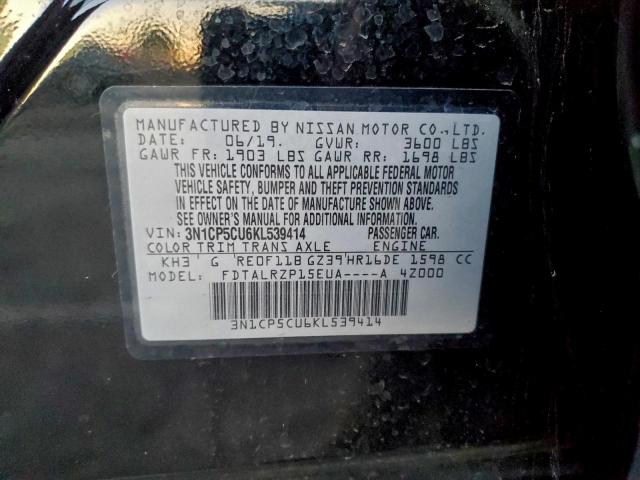 MANUFACTURED BY NISSAN MOTOR CO., LTD.
DATE: 06/19. GVWR: 3600 LBS
GAWR FR: 1903 LBS GAWR RR: 1698 LBS
THIS VEHICLE CONFORMS TO ALL APPLICABLE FEDERAL MOTOR
VEHICLE SAFETY, BUMPER AND THEFT PREVENTION STANDARDS
IN EFFECT ON THE DATE OF MANUFACTURE SHOWN ABOVE.
SEE OWNER'S MANUAL FOR ADDITIONAL INFORMATION.
VIN: 3N1CP5CU6KL539414 PASSENGER CAR.
COLOR TRIM TRANS AXLE ENGINE
KH3 ' G 'RE0F11B GZ39'HR16DE 1598 CC
MODEL: FDTALRZP15EUA----A 4Z000
3N1CP5CU6KL539414